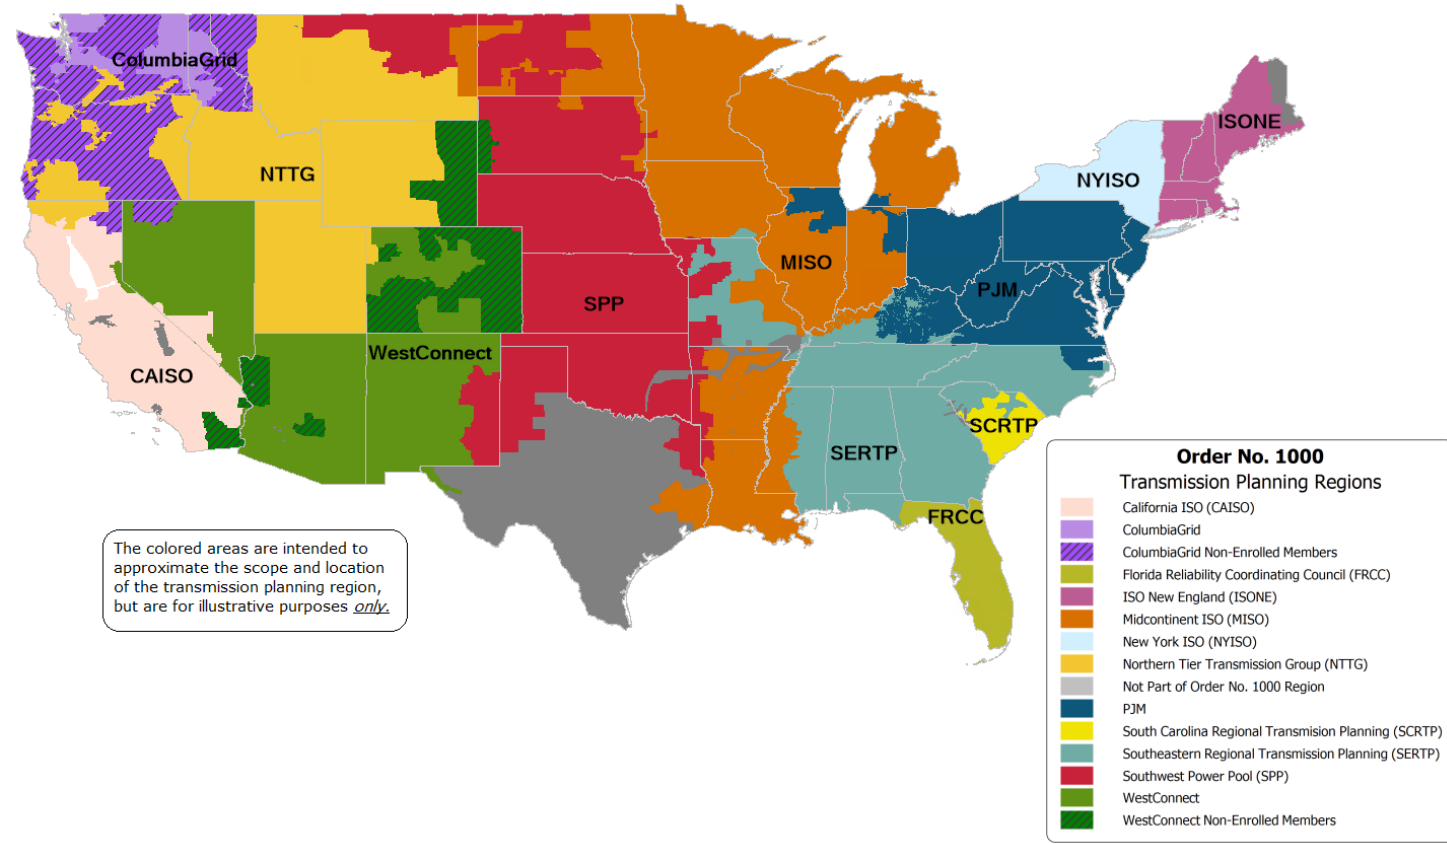 ColumbiaGrid
ISONE
NTTG
NYISO
MISO
PJM
SPP
WestConnect
CAISO
SCRTP
SERTP
FRCC
The colored areas are intended to
approximate the scope and location
of the transmission planning region,
but are for illustrative purposes only.
Order No. 1000
Transmission Planning Regions
California ISO (CAISO)
ColumbiaGrid
ColumbiaGrid Non-Enrolled Members
Florida Reliability Coordinating Council (FRCC)
ISO New England (ISONE)
Midcontinent ISO (MISO)
New York ISO (NYISO)
Northern Tier Transmission Group (NTTG)
Not Part of Order No. 1000 Region
PJM
South Carolina Regional Transmision Planning (SCRTP)
Southeastern Regional Transmission Planning (SERTP)
Southwest Power Pool (SPP)
WestConnect
WestConnect Non-Enrolled Members